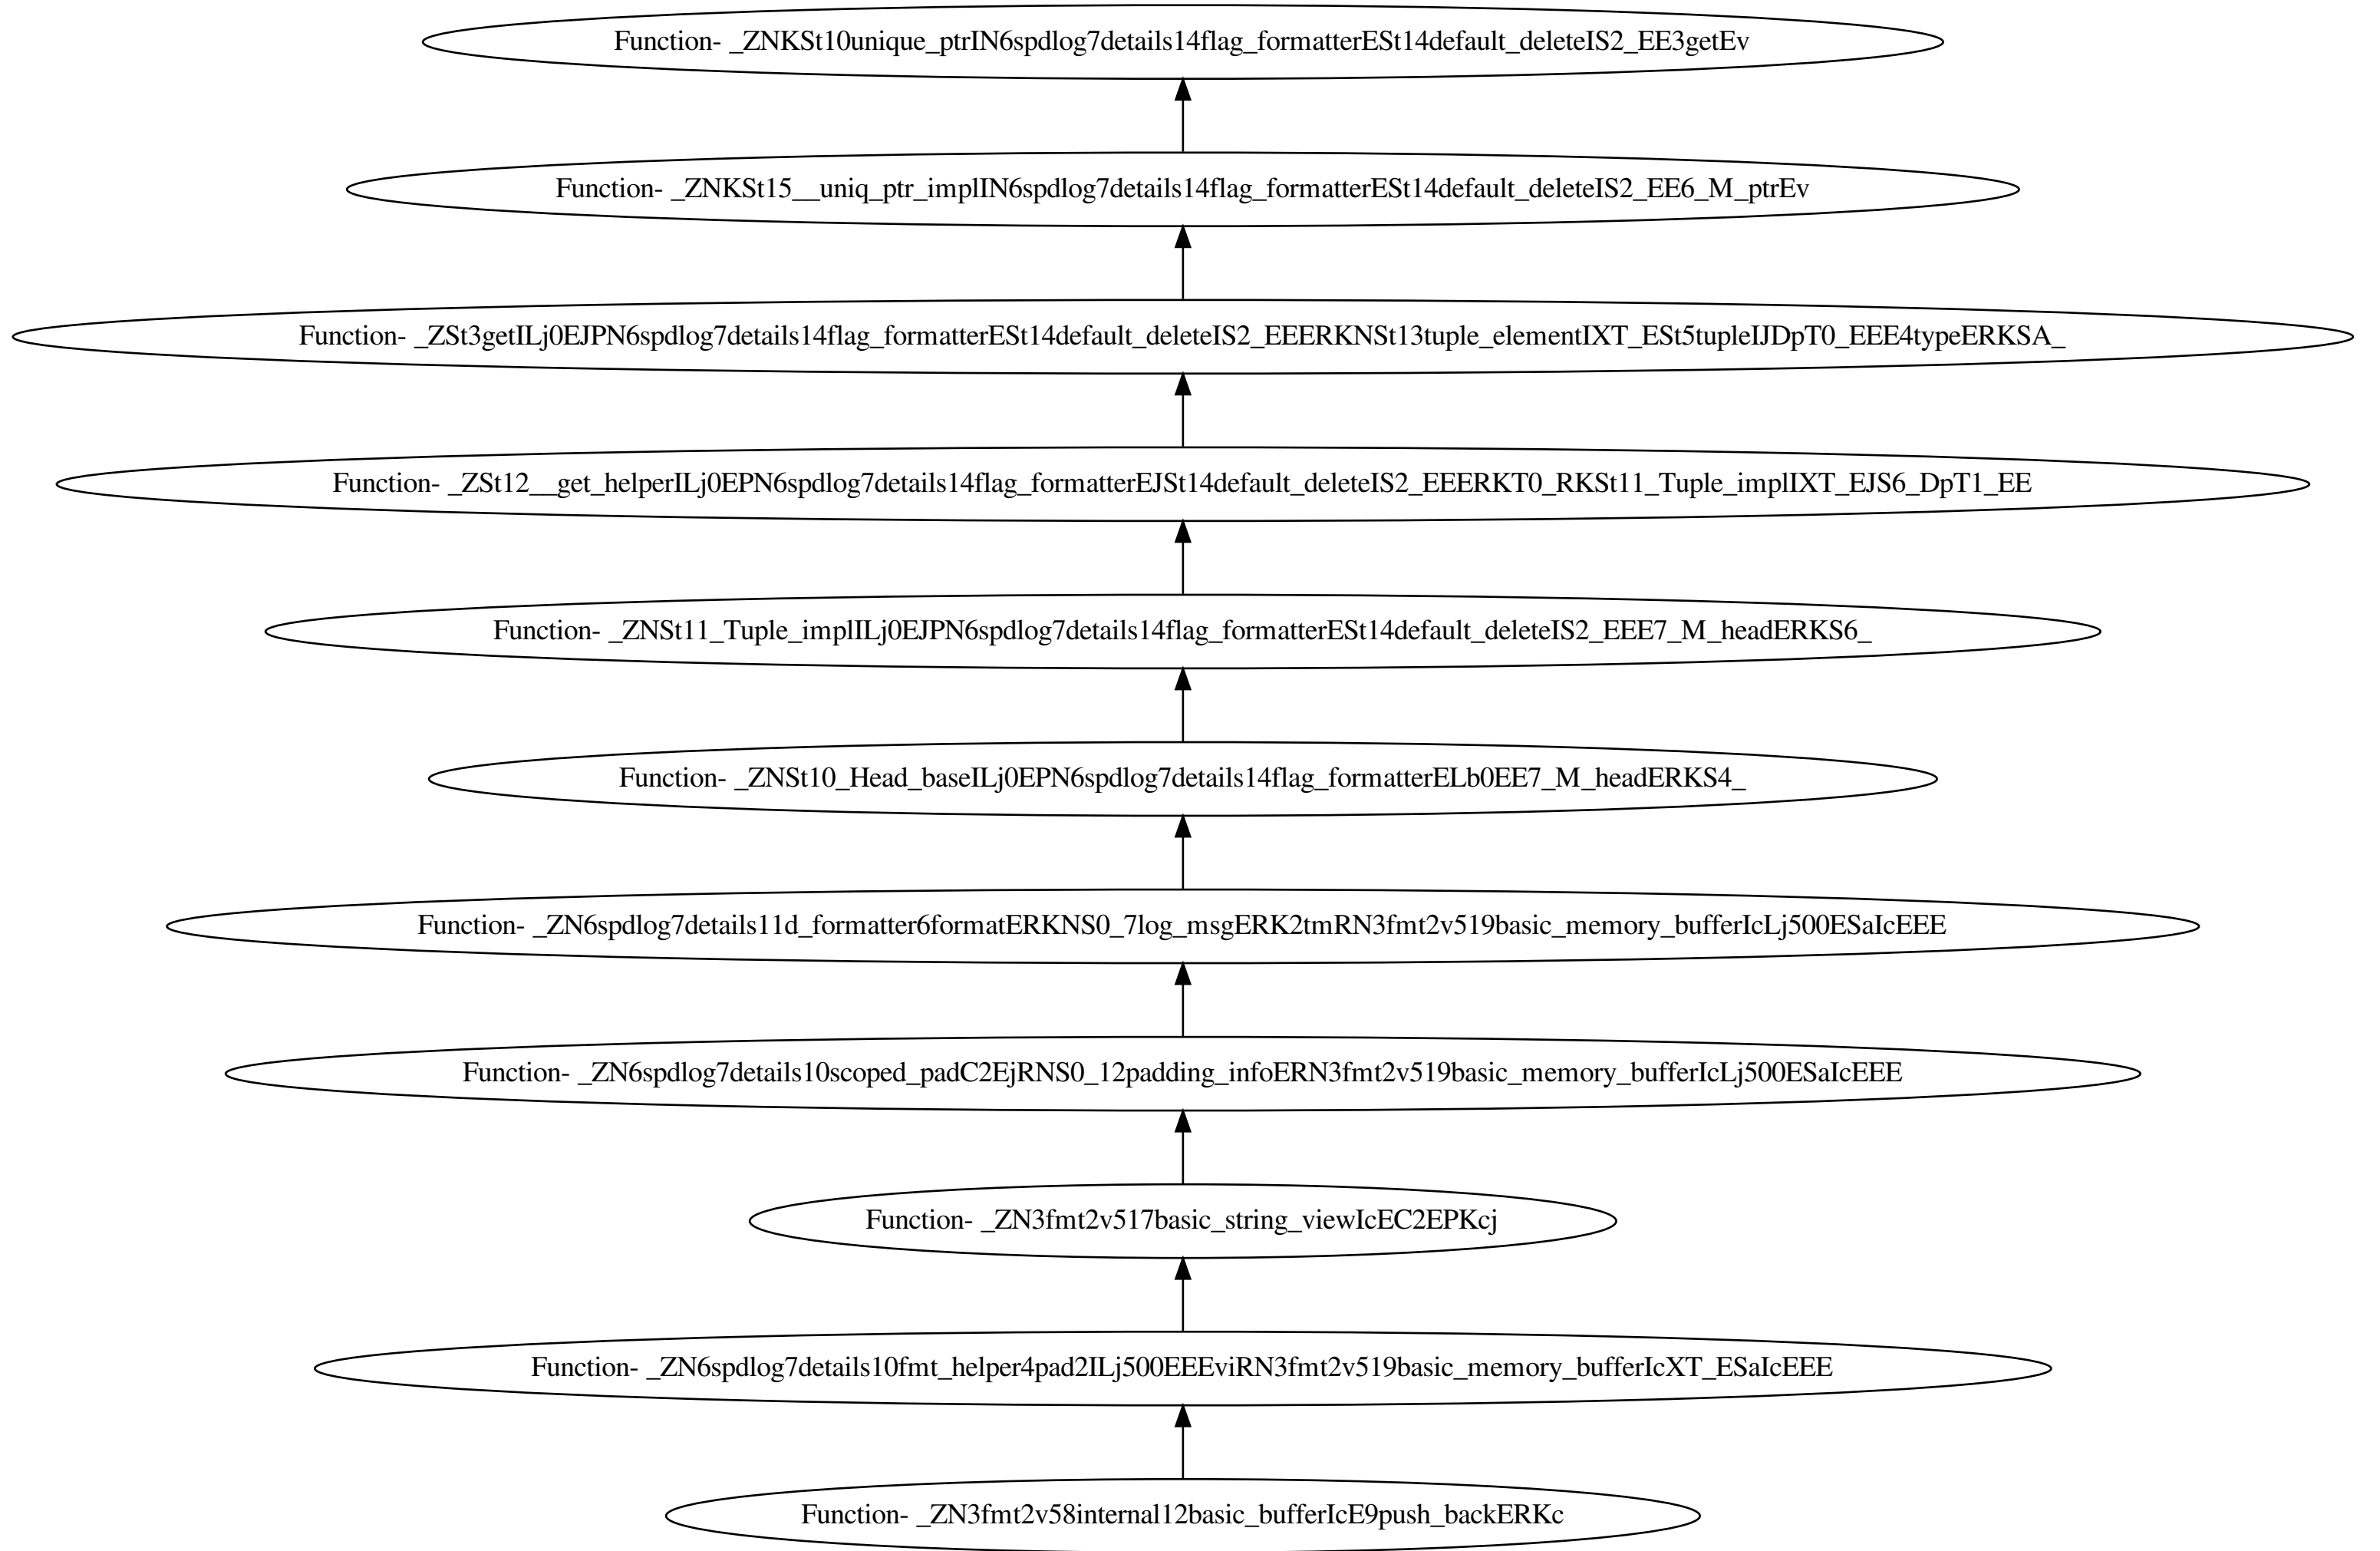 Function- _ZNKSt10unique_ptrIN6spdlog7details14flag_formatterESt14default_deleteIS2_EE3getEv
Function- _ZNKSt15__uniq_ptr_implIN6spdlog7details14flag_formatterESt14default_deleteIS2_EE6_M_ptrEv
Function- _ZSt3getILj0EJPN6spdlog7details14flag_formatterESt14default_deleteIS2_EEERKNSt13tuple_elementIXT_ESt5tupleIJDpT0_EEE4typeERKSA_
Function- _ZSt12__get_helperILj0EPN6spdlog7details14flag_formatterEJSt14default_deleteIS2_EEERKT0_RKSt11_Tuple_implIXT_EJS6_DpT1_EE
Function- _ZNSt11_Tuple_implILj0EJPN6spdlog7details14flag_formatterESt14default_deleteIS2_EEE7_M_headERKS6_
Function- _ZNSt10_Head_baseILj0EPN6spdlog7details14flag_formatterELb0EE7_M_headERKS4_
Function- _ZN6spdlog7details11d_formatter6formatERKNS0_7log_msgERK2tmRN3fmt2v519basic_memory_bufferIcLj500ESaIcEEE
Function- _ZN6spdlog7details10scoped_padC2EjRNS0_12padding_infoERN3fmt2v519basic_memory_bufferIcLj500ESaIcEEE
Function- _ZN3fmt2v517basic_string_viewIcEC2EPKcj
Function- _ZN6spdlog7details10fmt_helper4pad2ILj500EEEviRN3fmt2v519basic_memory_bufferIcXT_ESaIcEEE
Function- _ZN3fmt2v58internal12basic_bufferIcE9push_backERKc